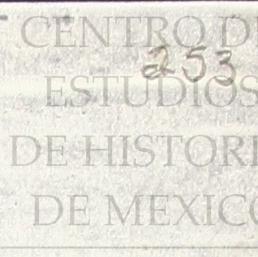 CENTRO D
253
ESTUDIOS
DE HISTORI
DE MEXICO